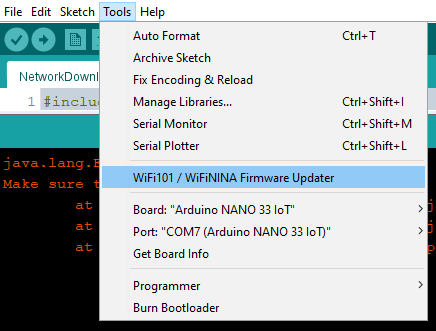 File Edit Sketch Tools Help
Auto Format Ctrl+T
Archive Sketch
Fix Encoding & Reload
Manage Libraries... Ctrl+Shift+I
Serial Monitor Ctrl+Shift+M
Serial Plotter Ctrl+Shift+L
WiFi101 / WiFiNINA Firmware Updater
Board: "Arduino NANO 33 IoT"
Port: "COM7 (Arduino NANO 33 IoT)"
Get Board Info
Programmer
Burn Bootloader
NetworkDownl
1 #includ
java.lang.E
Make sure t
at
at j
at p